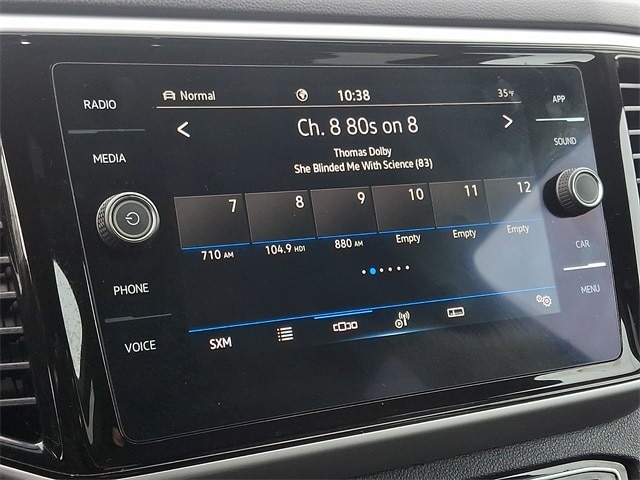 RADIO
MEDIA
PHONE
VOICE
Normal 10:38 35°F
Ch. 8 80s on 8
Thomas Dolby
She Blinded Me With Science (83)
7 8 9 10 11 12
710 AM 104.9 HD1 880 AM Empty Empty Empty
SXM
APP
SOUND
CAR
MENU